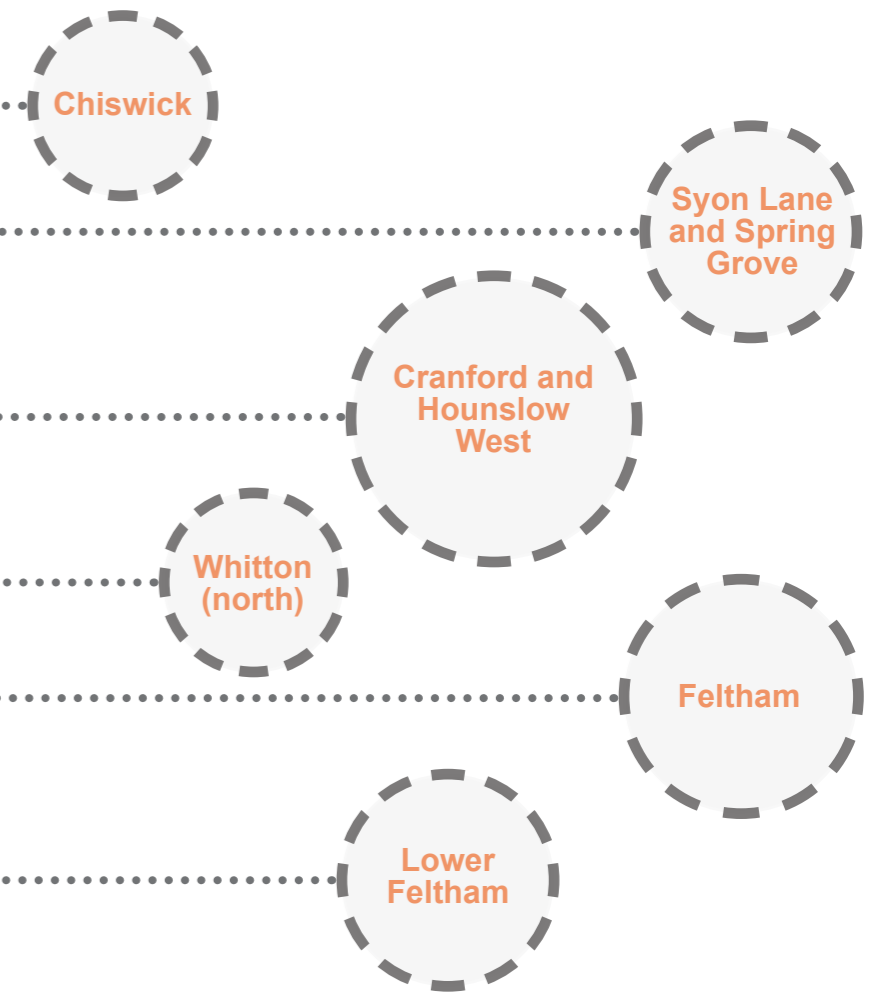 Chiswick
Syon Lane
and Spring
Grove
Cranford and
Hounslow
West
Whitton
(north)
Feltham
Lower
Feltham